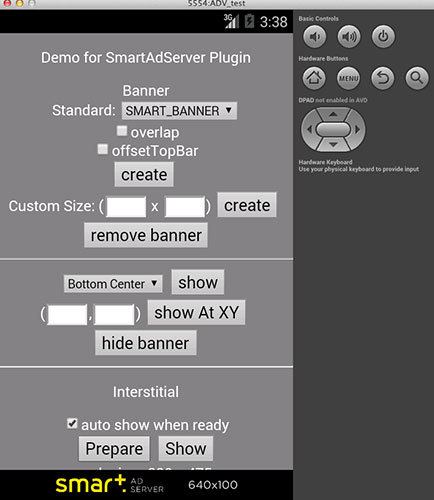 5554:ADV_test
3G 3:38
Basic Controls
Hardware Buttons
MENU
DPAD not enabled in AVD
Hardware Keyboard
Use your physical keyboard to provide input
Demo for SmartAdServer Plugin
Banner
Standard: SMART_BANNER
overlap
offsetTopBar
create
Custom Size: ( x ) create
remove banner
Bottom Center show
( , ) show At XY
hide banner
Interstitial
auto show when ready
Prepare Show
smart AD SERVER 640x100